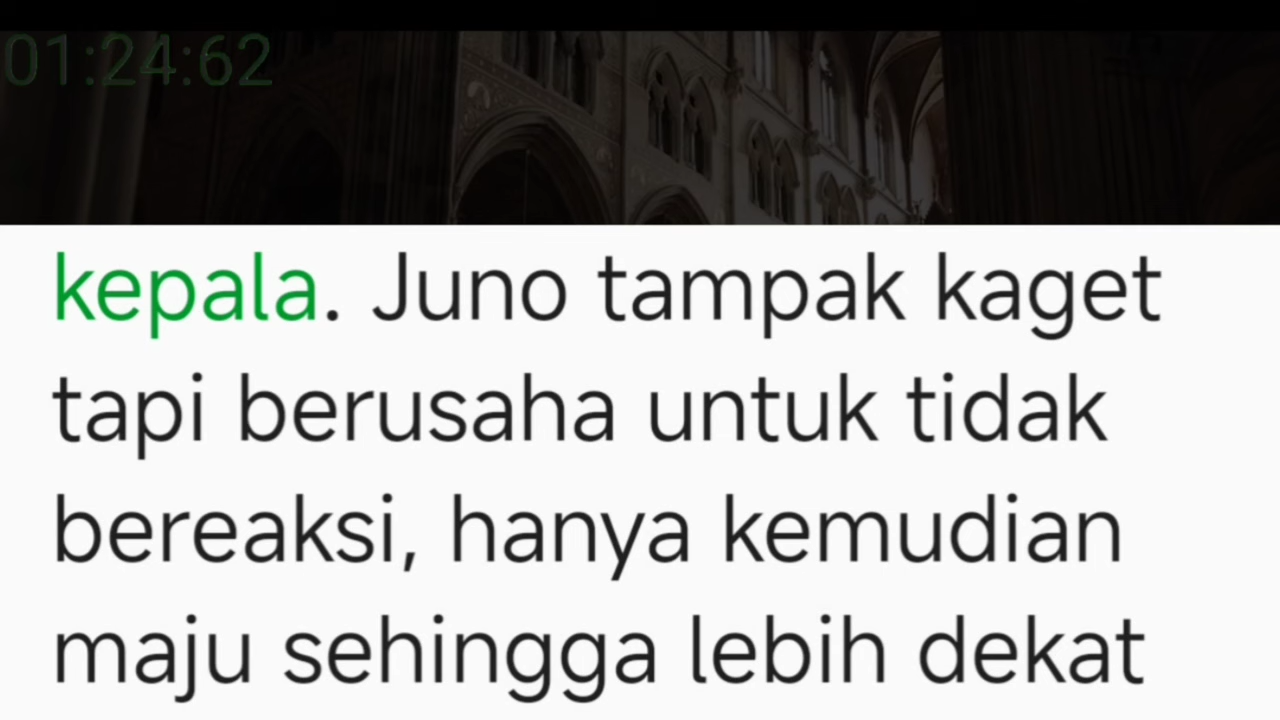 01:24:62
kepala. Juno tampak kaget
tapi berusaha untuk tidak
bereaksi, hanya kemudian
maju sehingga lebih dekat